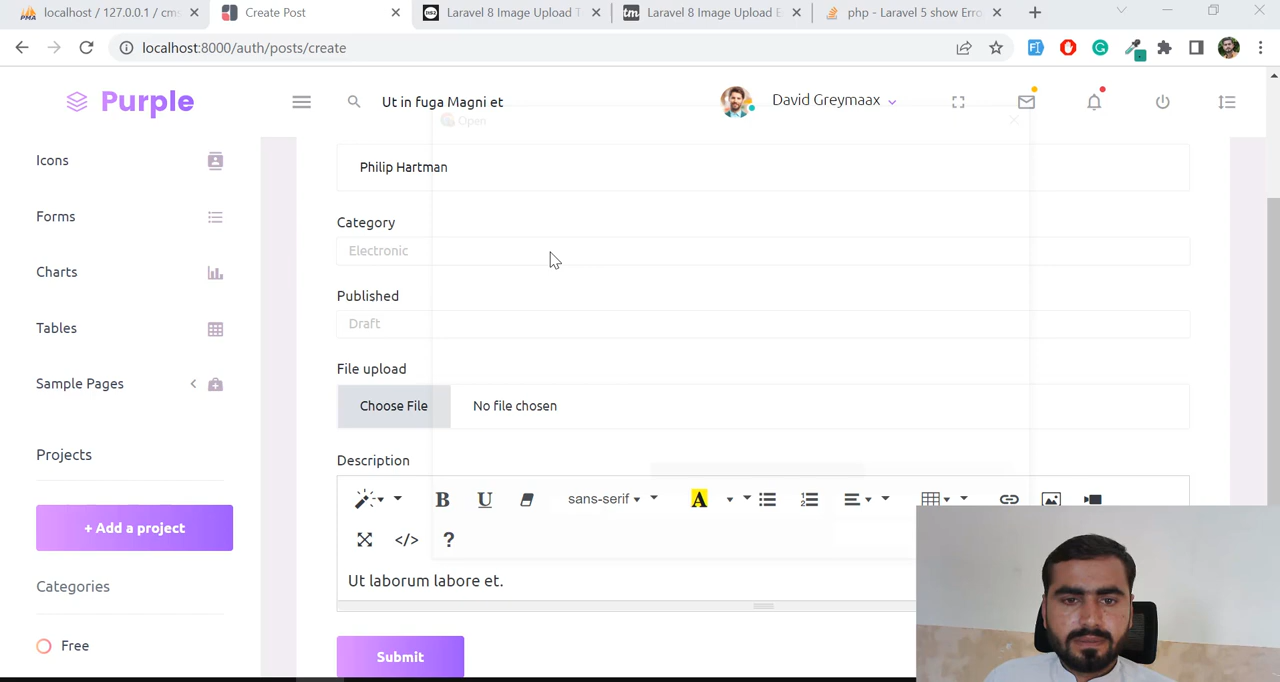 localhost / 127.0.0.1 / cms
Create Post
Laravel 8 Image Upload T
Laravel 8 Image Upload E
php - Laravel 5 show Erro
localhost:8000/auth/posts/create
Purple
Ut in fuga Magni et
David Greymaax
Open
Icons
Forms
Charts
Tables
Sample Pages
Projects
+ Add a project
Categories
Free
Philip Hartman
Category
Electronic
Published
Draft
File upload
Choose File
No file chosen
Description
B U sans-serif A
</> ?
Ut laborum labore et.
Submit